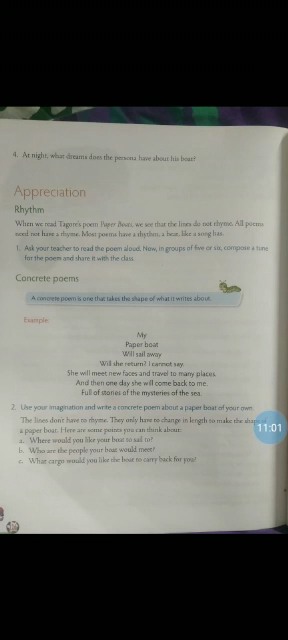 4. At night, what dreams does the persona have about his boat?
Appreciation
Rhythm
When we read Tagore's poem Paper Boats, we see that the lines do not rhyme. All poems
need not have a rhyme. Most poems have a rhythm, a beat, like a song has.
1. Ask your teacher to read the poem aloud. Now, in groups of five or six, compose a tune
for the poem and share it with the class.
Concrete poems
A concrete poem is one that takes the shape of what it writes about.
Example:
My
Paper boat
Will sail away
Will she return? I cannot say.
She will meet new faces and travel to many places.
And then one day she will come back to me.
Full of stories of the mysteries of the sea.
2. Use your imagination and write a concrete poem about a paper boat of your own.
The lines don't have to rhyme. They only have to change in length to make the
a paper boat. Here are some points you can think about:
11:01
a. Where would you like your boat to sail to?
b. Who are the people your boat would meet?
c. What cargo would you like the boat to carry back for you?